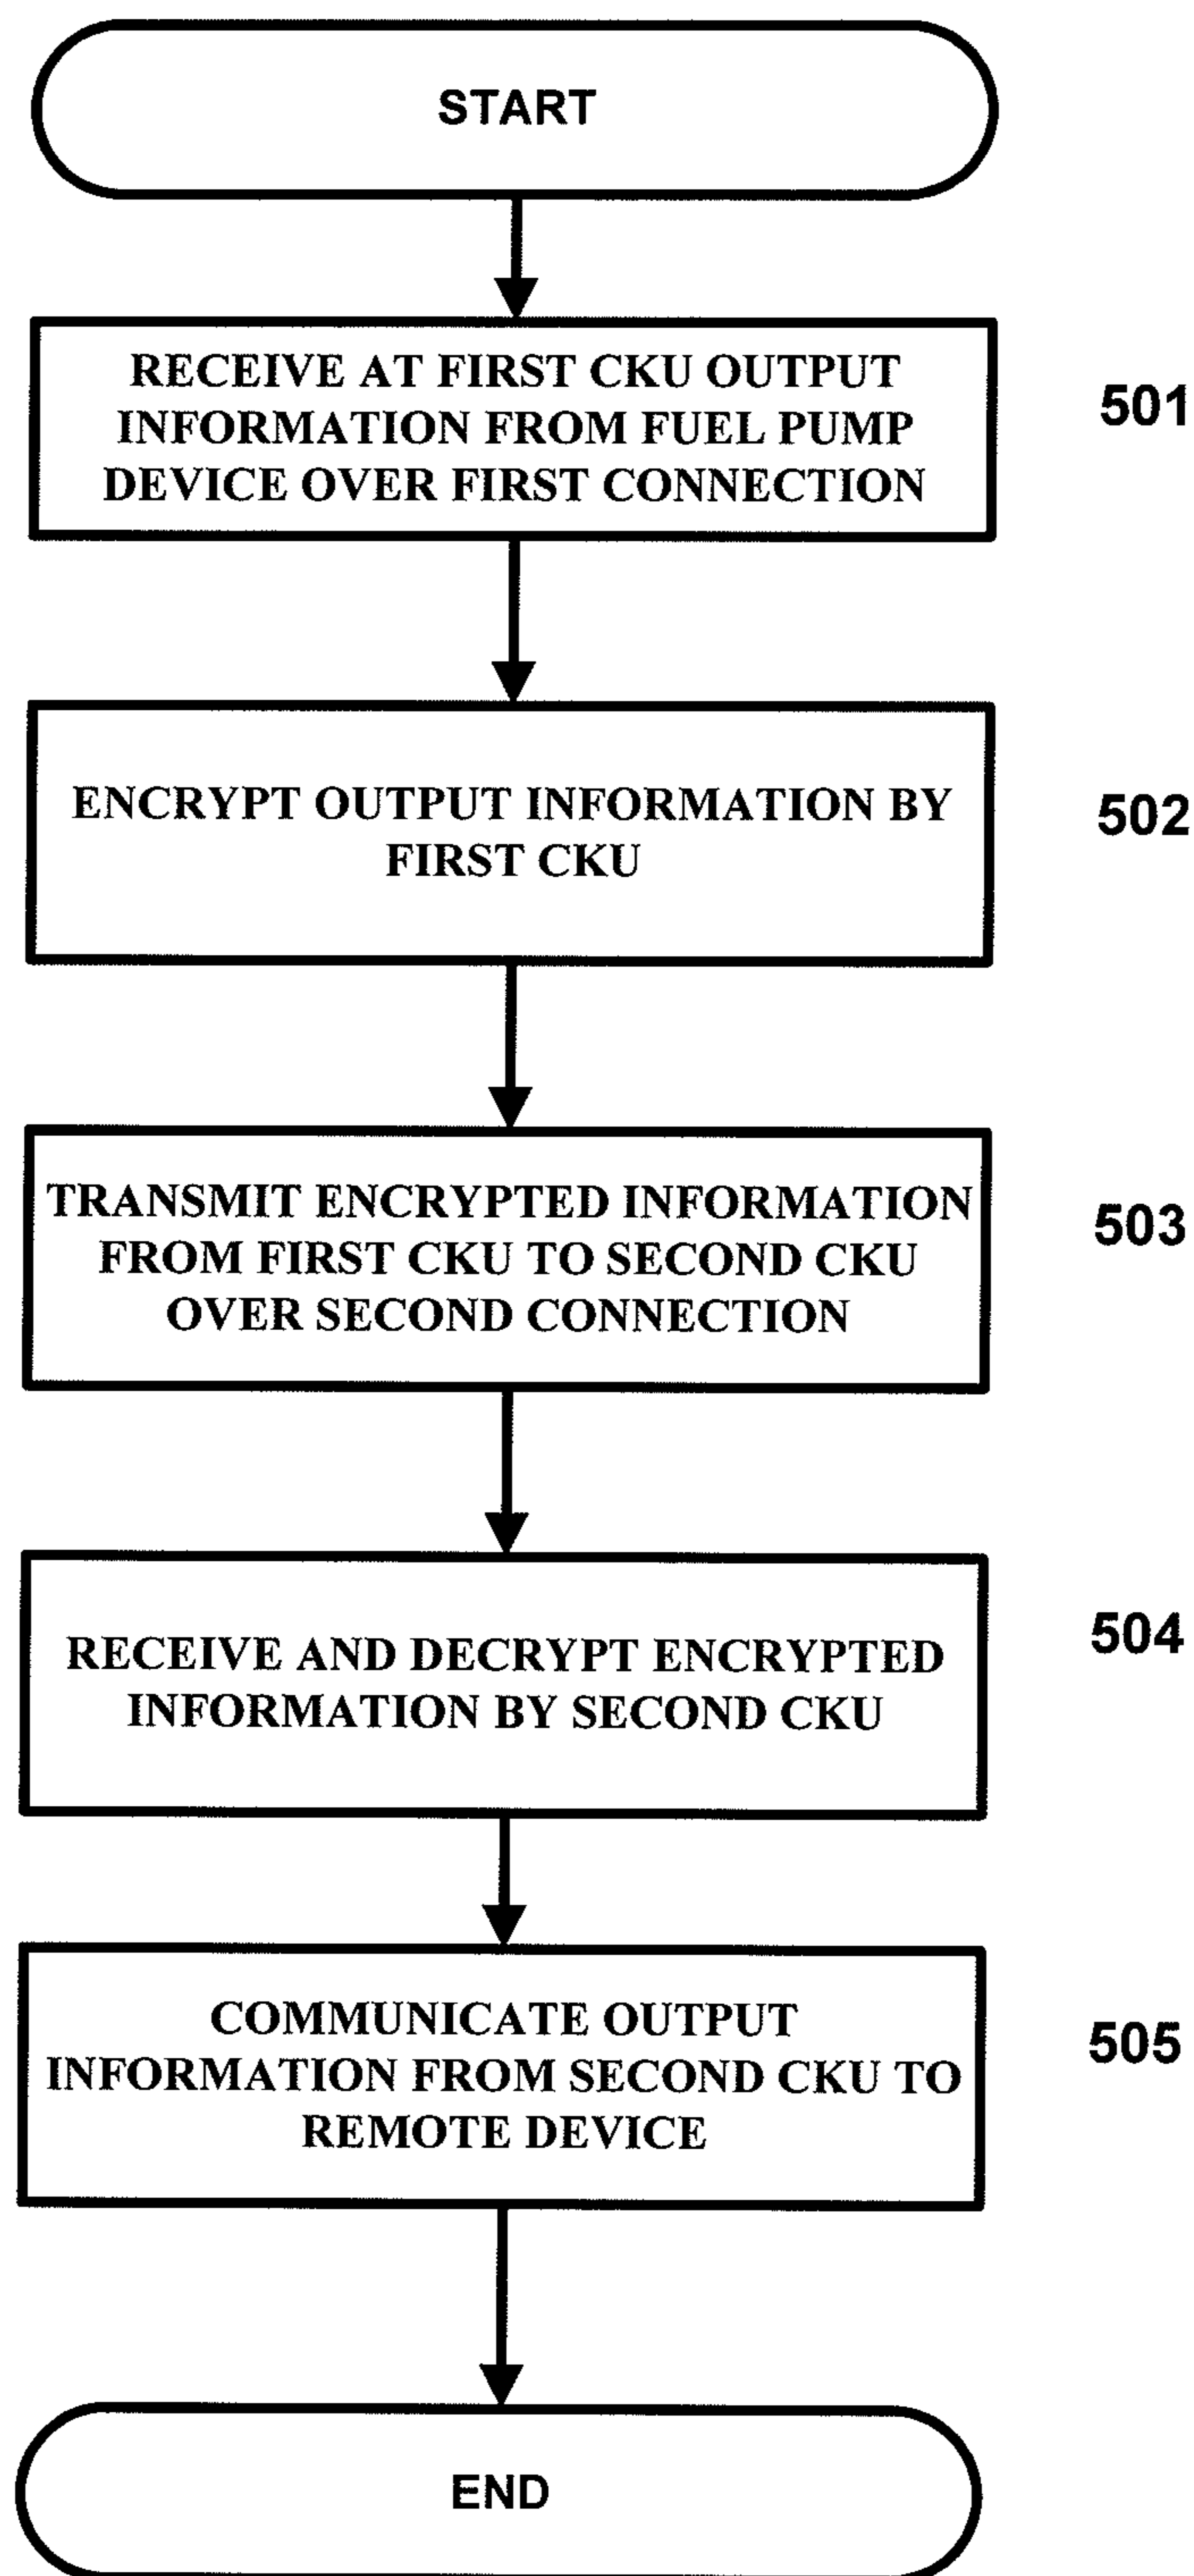 START
RECEIVE AT FIRST CKU OUTPUT
INFORMATION FROM FUEL PUMP
DEVICE OVER FIRST CONNECTION
501
ENCRYPT OUTPUT INFORMATION BY
FIRST CKU
502
TRANSMIT ENCRYPTED INFORMATION
FROM FIRST CKU TO SECOND CKU
OVER SECOND CONNECTION
503
RECEIVE AND DECRYPT ENCRYPTED
INFORMATION BY SECOND CKU
504
COMMUNICATE OUTPUT
INFORMATION FROM SECOND CKU TO
REMOTE DEVICE
505
END